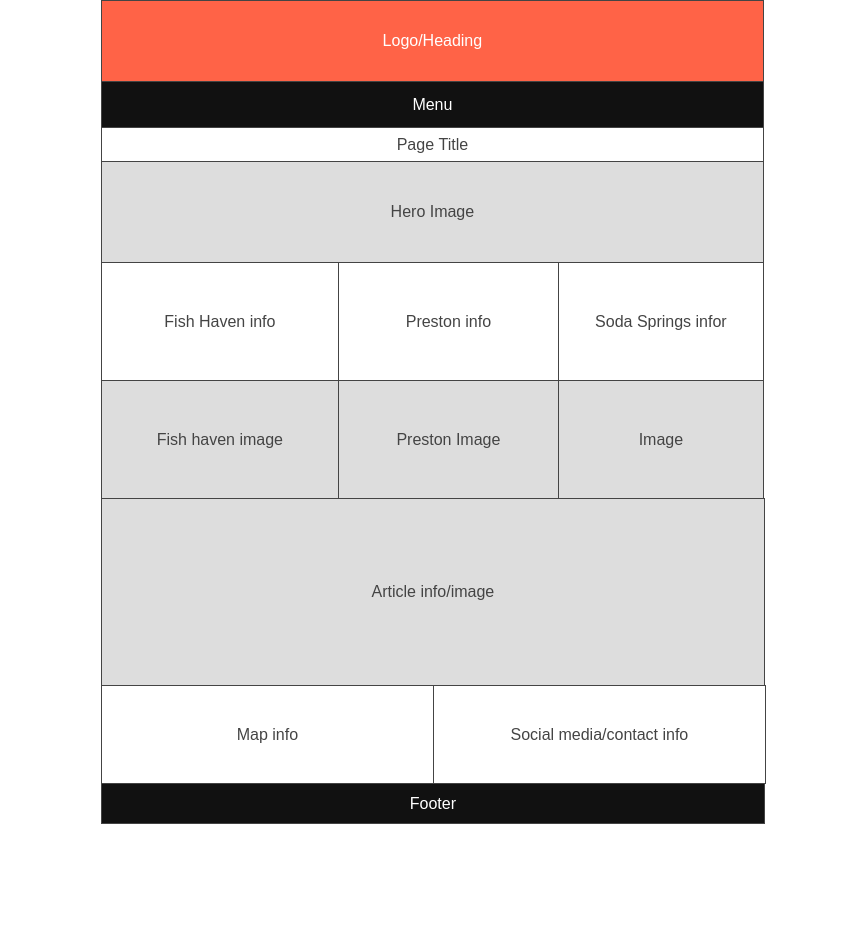 Logo/Heading
Menu
Page Title
Hero Image
Fish Haven info
Preston info
Soda Springs infor
Fish haven image
Preston Image
Image
Article info/image
Map info
Social media/contact info
Footer